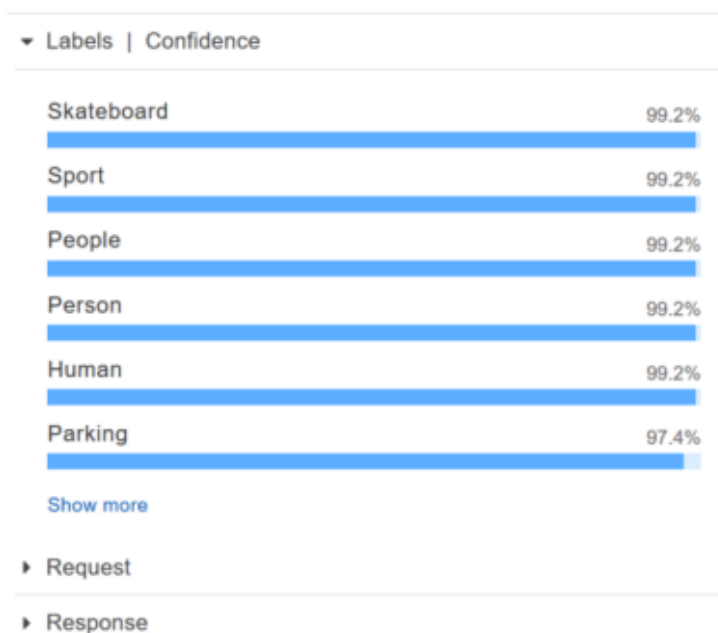 Labels | Confidence
Skateboard 99.2%
Sport 99.2%
People 99.2%
Person 99.2%
Human 99.2%
Parking 97.4%
Show more
Request
Response